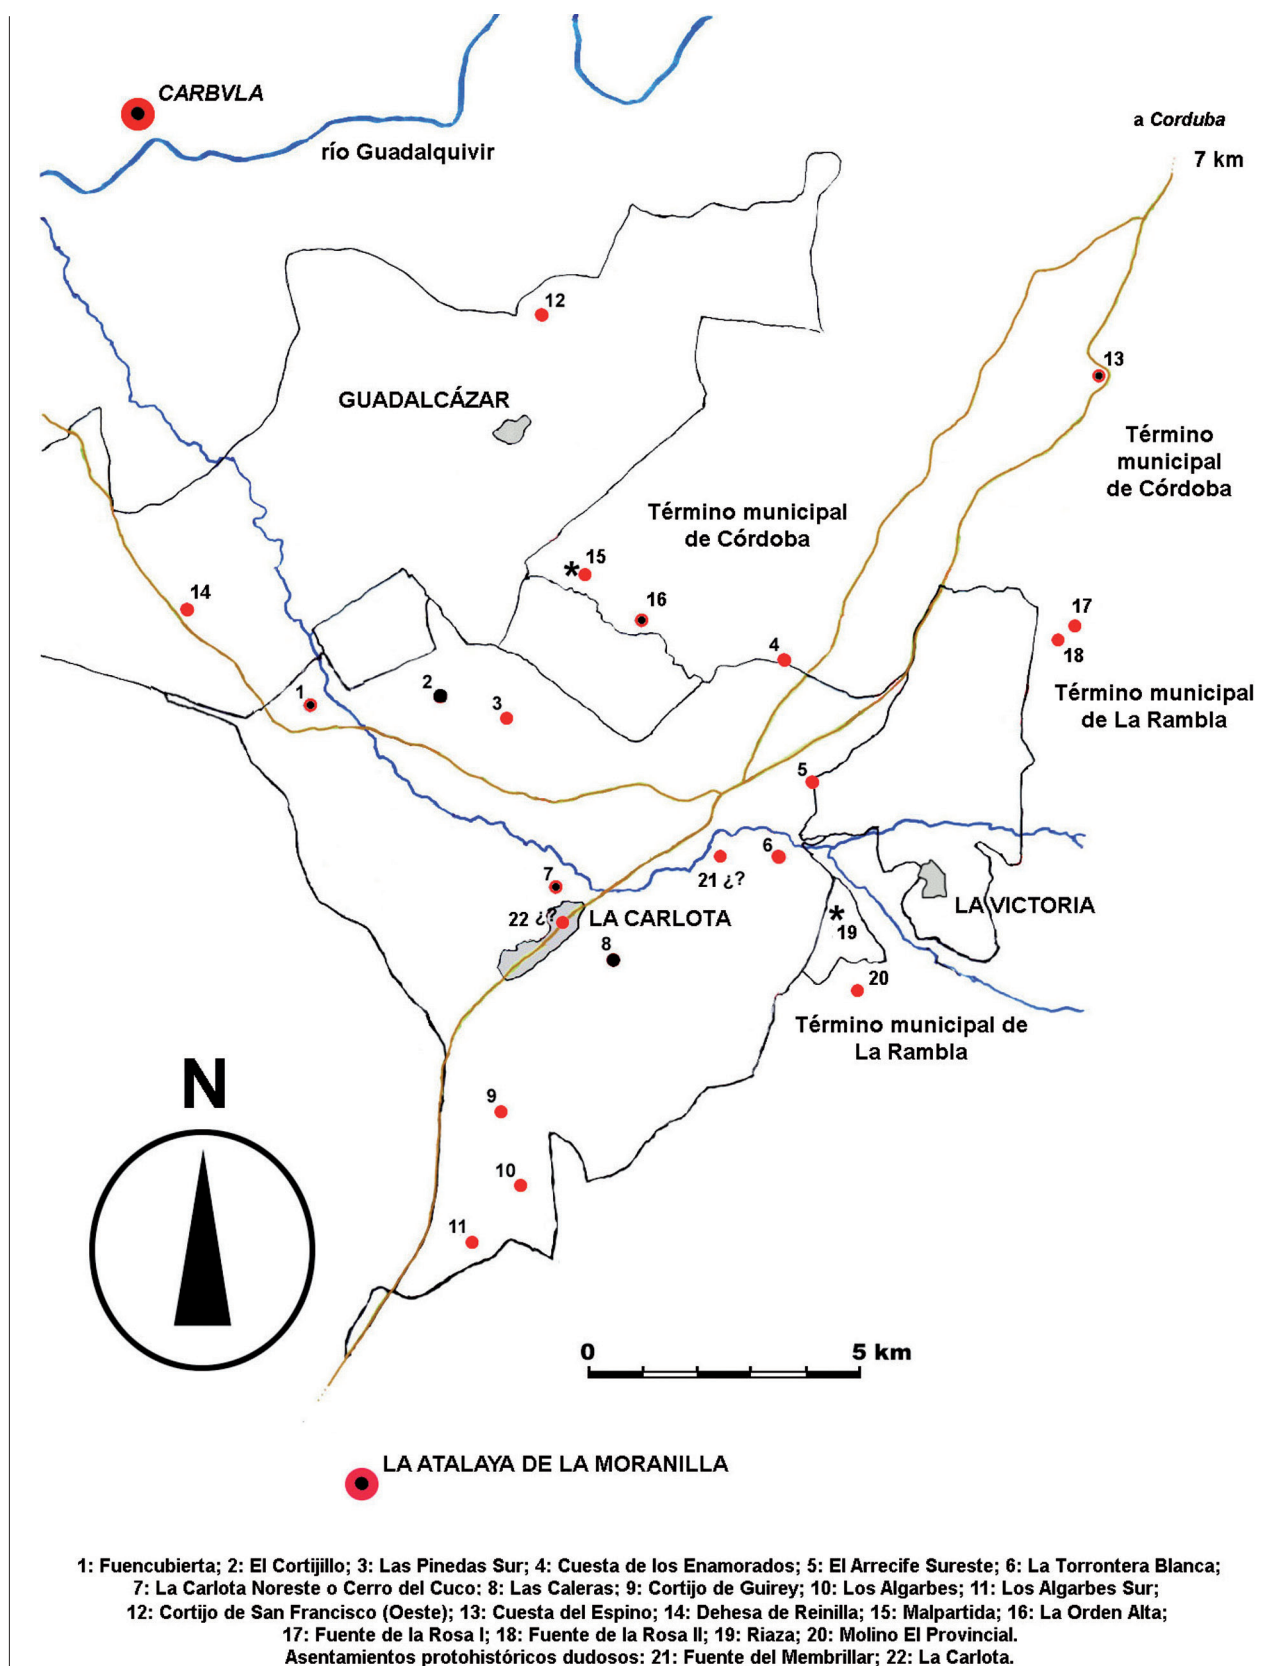 CARBVLA
río Guadalquivir
a Corduba
7 km
12
13
GUADALCÁZAR
Término
municipal
de Córdoba
Término municipal
de Córdoba
* 15
14
16
17
18
4
2
1
3
Término municipal
de La Rambla
5
6
21 ¿?
7
22 ¿?
LA CARLOTA
LA VICTORIA
8
*
19
20
Término municipal de
La Rambla
N
9
10
11
0 5 km
LA ATALAYA DE LA MORANILLA
1: Fuencubierta; 2: El Cortijillo; 3: Las Pinedas Sur; 4: Cuesta de los Enamorados; 5: El Arrecife Sureste; 6: La Torrontera Blanca;
7: La Carlota Noreste o Cerro del Cuco: 8: Las Caleras; 9: Cortijo de Guirey; 10: Los Algarbes; 11: Los Algarbes Sur;
12: Cortijo de San Francisco (Oeste); 13: Cuesta del Espino; 14: Dehesa de Reinilla; 15: Malpartida; 16: La Orden Alta;
17: Fuente de la Rosa I; 18: Fuente de la Rosa II; 19: Riaza; 20: Molino El Provincial.
Asentamientos protohistóricos dudosos: 21: Fuente del Membrillar; 22: La Carlota.